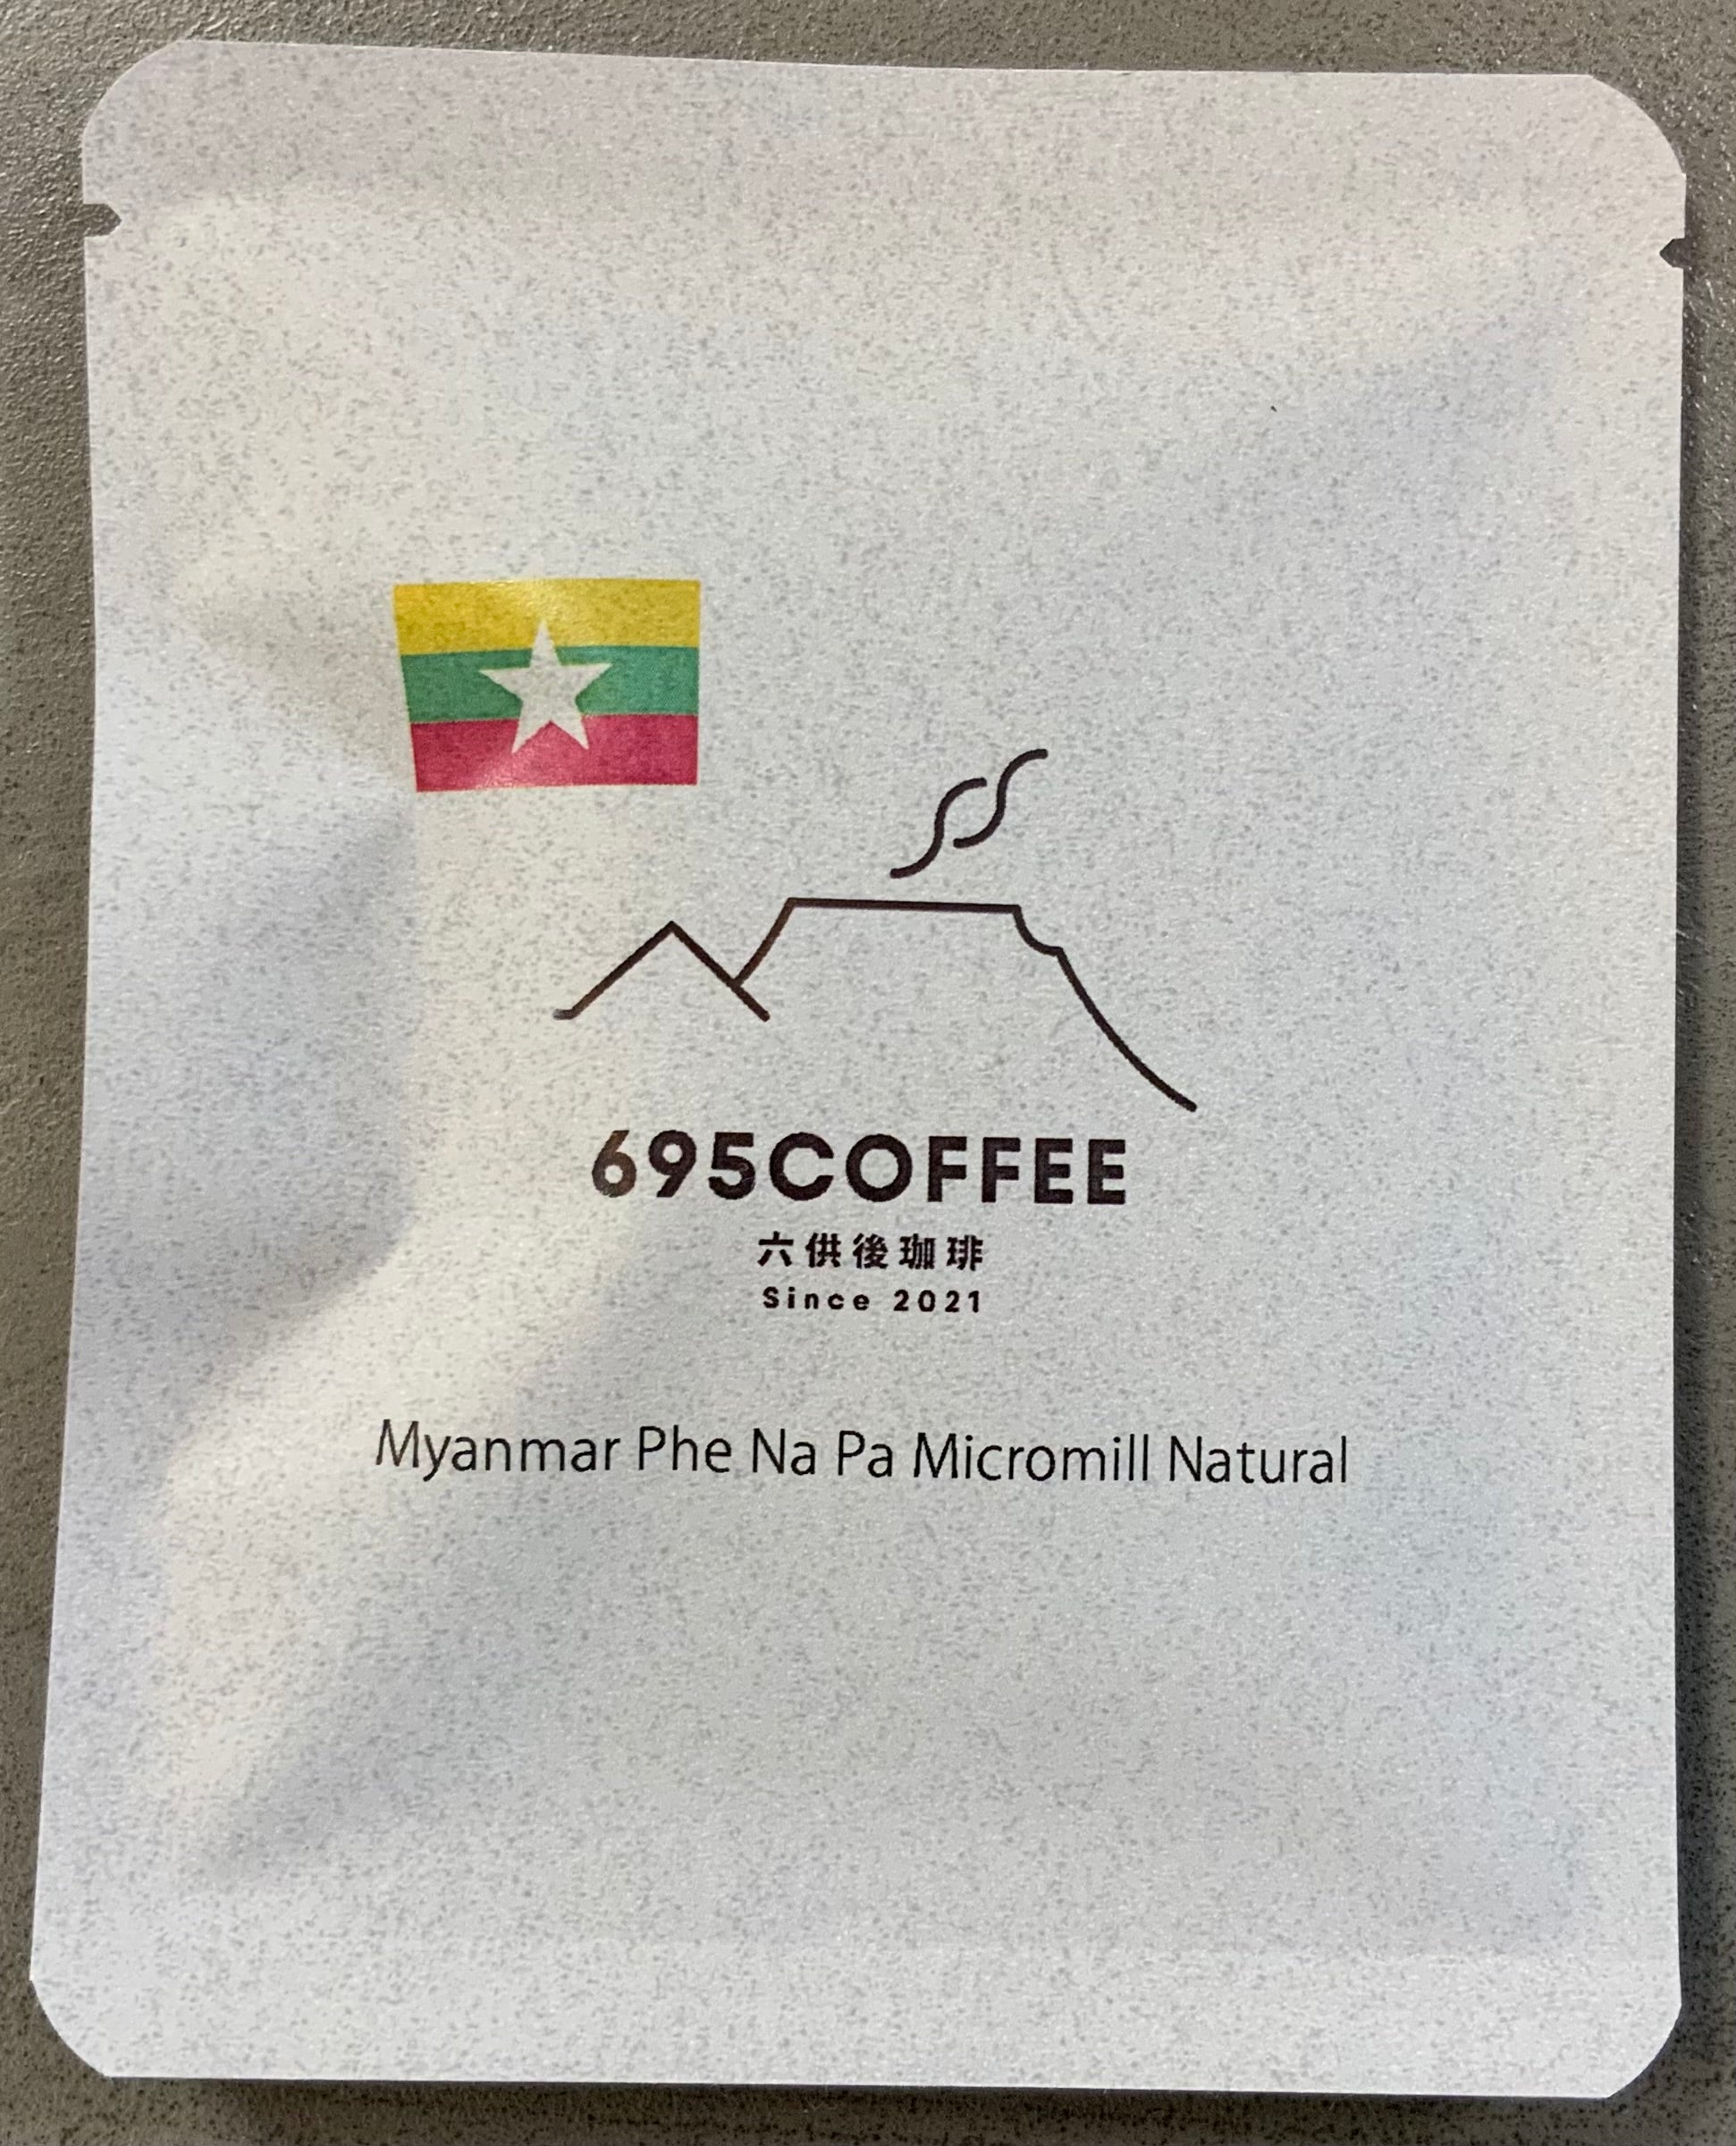 695COFFEE
六供後珈琲
Since 2021
Myanmar Phe Na Pa Micromill Natural